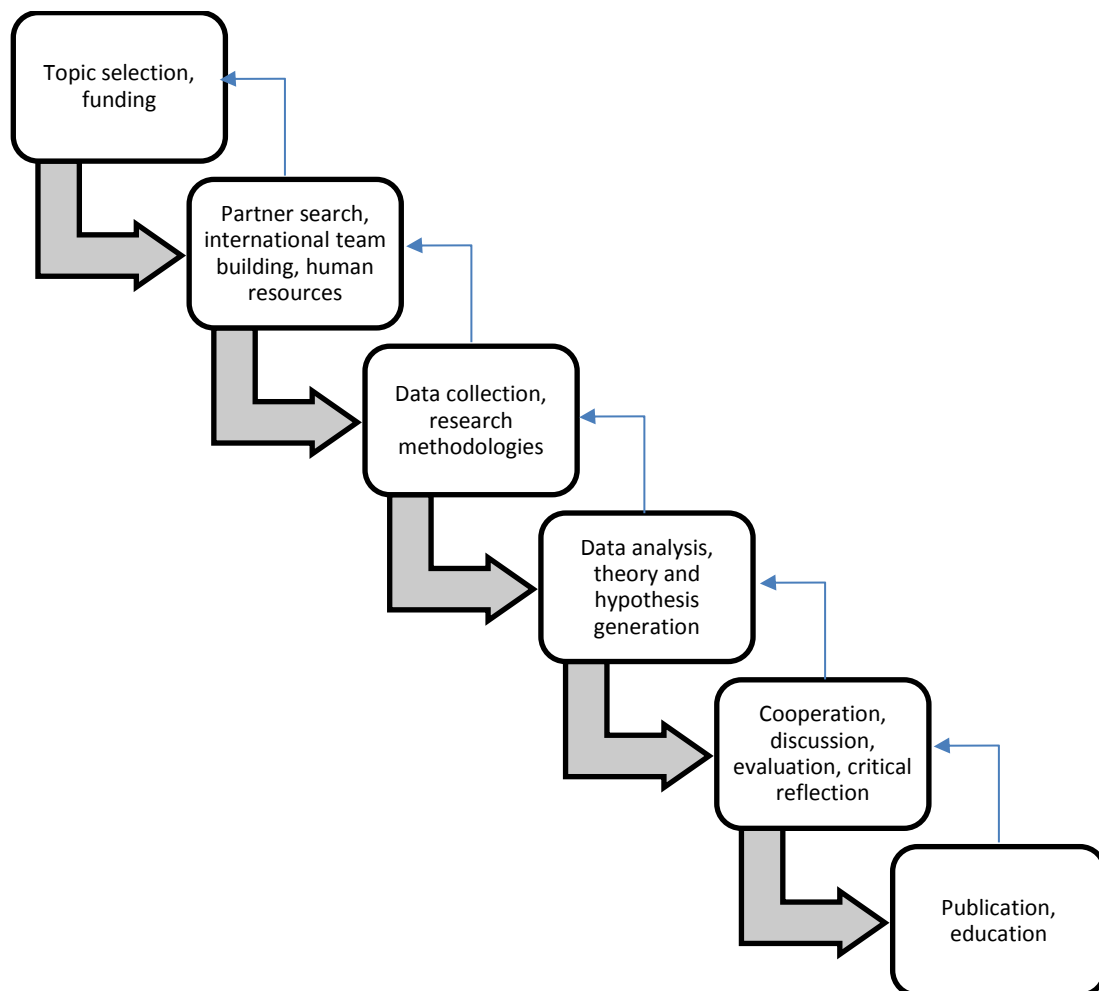 Topic selection,
funding
Partner search,
international team
building, human
resources
Data collection,
research
methodologies
Data analysis,
theory and
hypothesis
generation
Cooperation,
discussion,
evaluation, critical
reflection
Publication,
education